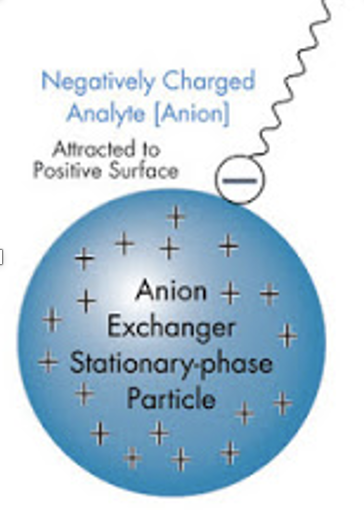 Negatively Charged
Analyte [Anion]
Attracted to
Positive Surface
Anion
Exchanger
Stationary-phase
Particle